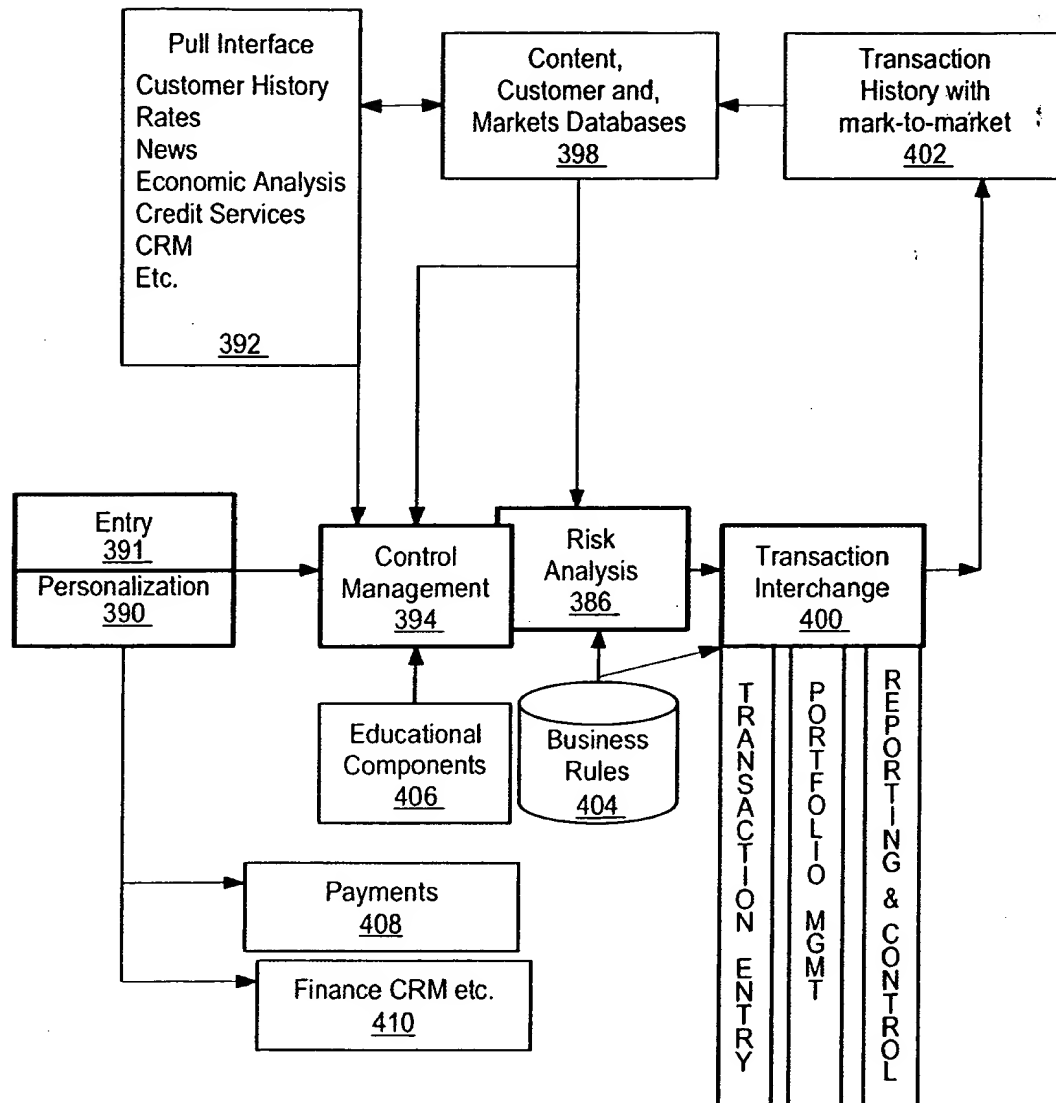 Pull Interface
Customer History
Rates
News
Economic Analysis
Credit Services
CRM
Etc.
392
Content,
Customer and,
Markets Databases
398
Transaction
History with
mark-to-market
402
Entry
391
Personalization
390
Control
Management
394
Risk
Analysis
386
Transaction
Interchange
400
Educational
Components
406
Business
Rules
404
TRANSACTION ENTRY
PORTFOLIO MGMT
REPORTING & CONTROL
Payments
408
Finance CRM etc.
410